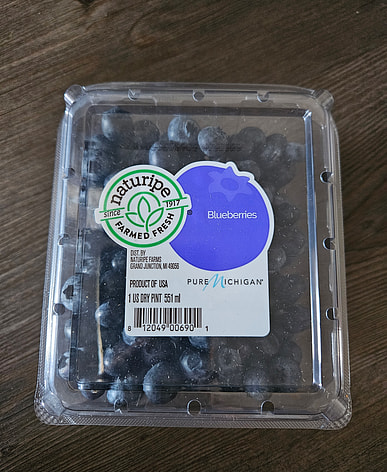 naturipe
since 1917
FARMED FRESH
Blueberries
DIST. BY
NATURIPE FARMS
GRAND JUNCTION, MI 49056
PRODUCT OF USA
PURE MICHIGAN
1 US DRY PINT 551 ml
8 12049 00690 1